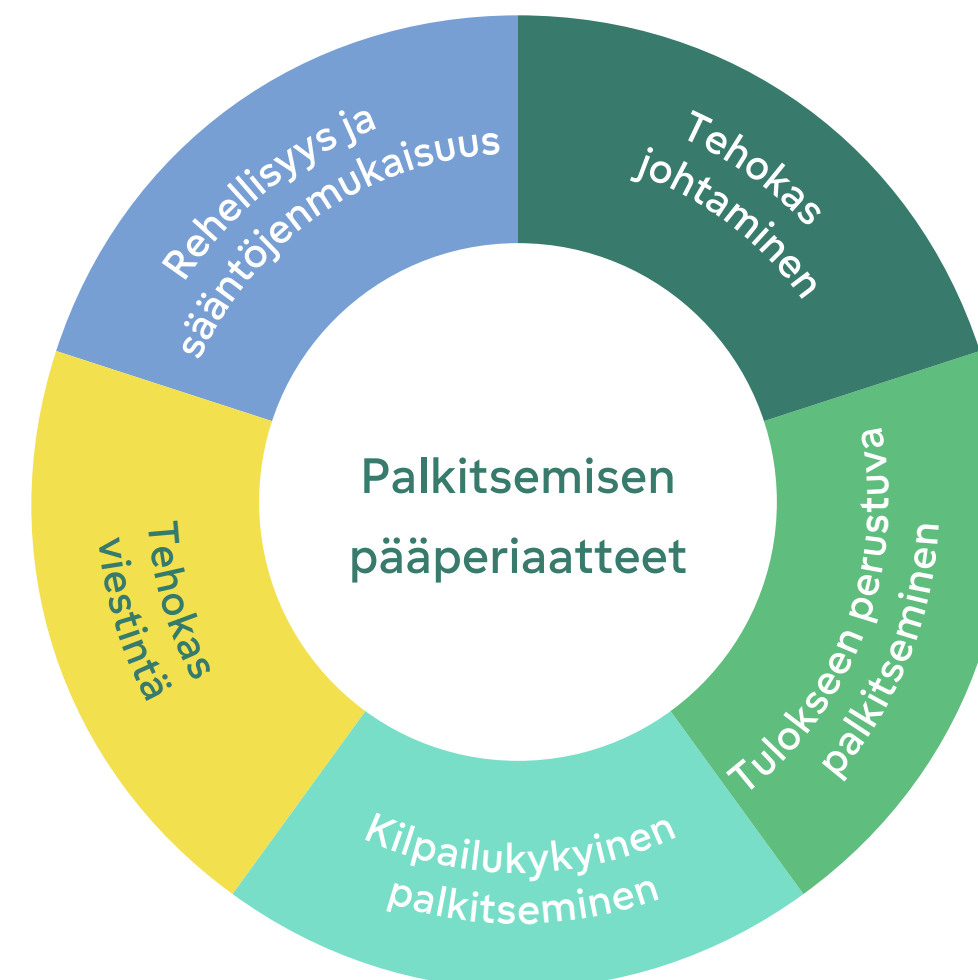 Palkitsemisen
pääperiaatteet
Tehokas
johtaminen
Tulokseen perustuva
palkitseminen
Kilpailukykyinen
palkitseminen
Tehokas
viestintä
Rehellisyys ja
sääntöjenmukaisuus